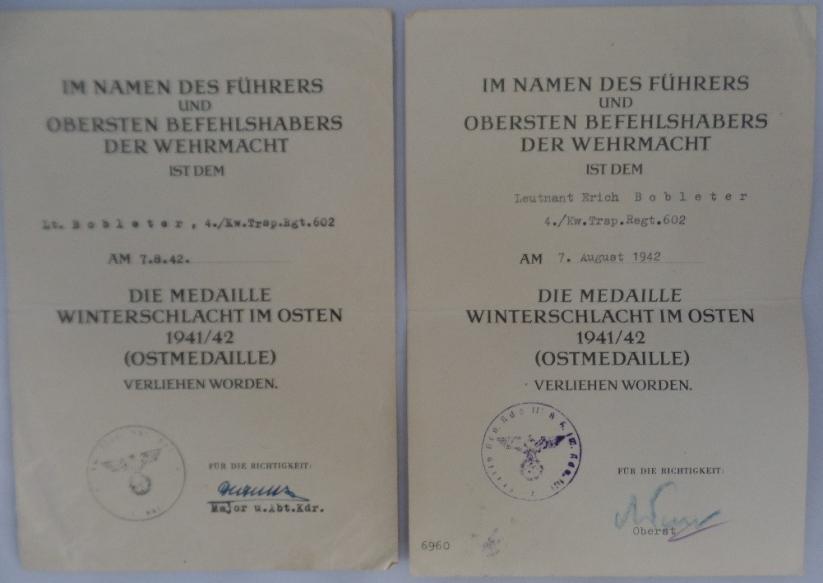 IM NAMEN DES FÜHRERS
UND
OBERSTEN BEFEHLSHABERS
DER WEHRMACHT
IST DEM
Lt. B o b l e t e r , 4./Kw.Trsp.Rgt.602
AM 7.8.42.
DIE MEDAILLE
WINTERSCHLACHT IM OSTEN
1941/42
(OSTMEDAILLE)
VERLIEHEN WORDEN.
FÜR DIE RICHTIGKEIT:
Major u.Abt.Kdr.
IM NAMEN DES FÜHRERS
UND
OBERSTEN BEFEHLSHABERS
DER WEHRMACHT
IST DEM
Leutnant Erich B o b l e t e r
4./Kw.Trsp.Regt.602
AM 7. August 1942
DIE MEDAILLE
WINTERSCHLACHT IM OSTEN
1941/42
(OSTMEDAILLE)
VERLIEHEN WORDEN.
FÜR DIE RICHTIGKEIT:
Oberst
6960